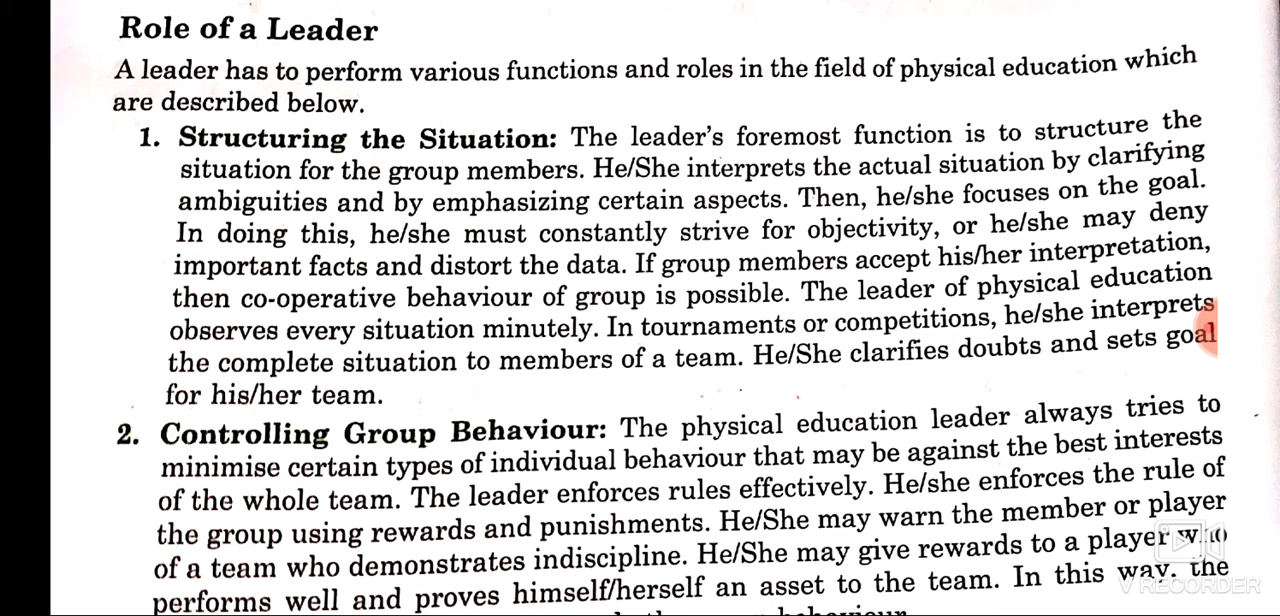 Role of a Leader
A leader has to perform various functions and roles in the field of physical education which
are described below.
1. Structuring the Situation: The leader's foremost function is to structure the
situation for the group members. He/She interprets the actual situation by clarifying
ambiguities and by emphasizing certain aspects. Then, he/she focuses on the goal.
In doing this, he/she must constantly strive for objectivity, or he/she may deny
important facts and distort the data. If group members accept his/her interpretation,
then co-operative behaviour of group is possible. The leader of physical education
observes every situation minutely. In tournaments or competitions, he/she interprets
the complete situation to members of a team. He/She clarifies doubts and sets goal
for his/her team.
2. Controlling Group Behaviour: The physical education leader always tries to
minimise certain types of individual behaviour that may be against the best interests
of the whole team. The leader enforces rules effectively. He/she enforces the rule of
the group using rewards and punishments. He/She may warn the member or player
of a team who demonstrates indiscipline. He/She may give rewards to a player who
performs well and proves himself/herself an asset to the team. In this way, the
V RECORDER